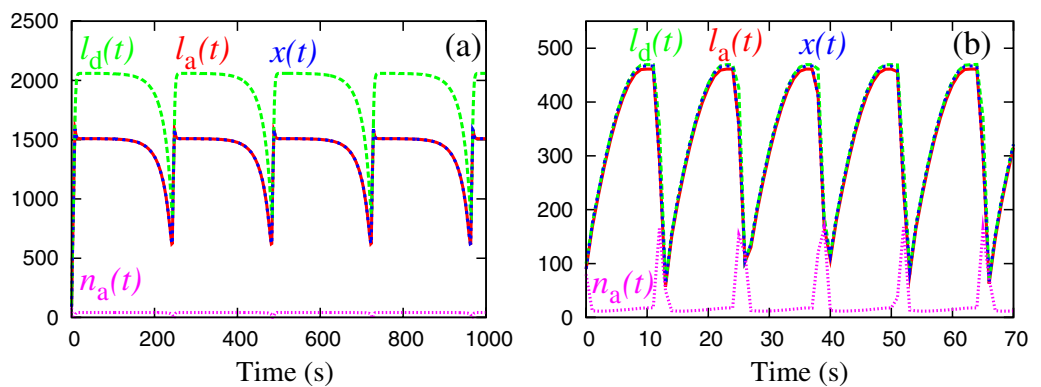 2500
2000
1500
1000
500
0
l_d(t)
l_a(t)
x(t)
(a)
n_a(t)
0 200 400 600 800 1000
Time (s)
500
400
300
200
100
0
l_d(t)
l_a(t)
x(t)
(b)
n_a(t)
0 10 20 30 40 50 60 70
Time (s)